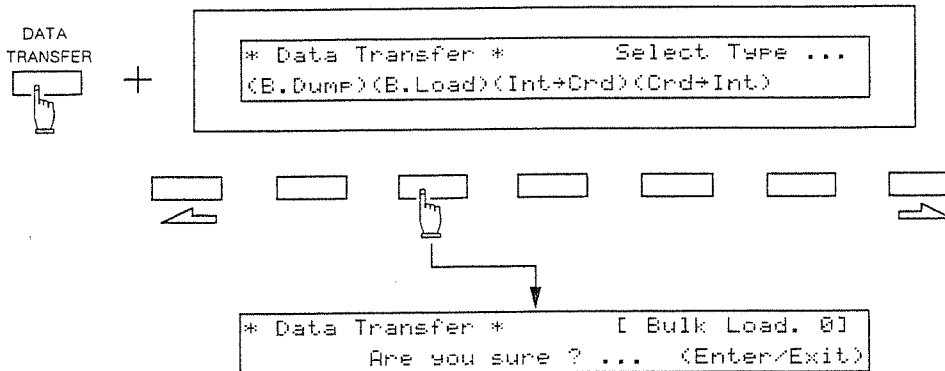 DATA
TRANSFER
+
* Data Transfer * Select Type ...
(B.Dump)(B.Load)(Int→Crd)(Crd→Int)
* Data Transfer * [ Bulk Load. 0]
Are you sure ? ... (Enter/Exit)